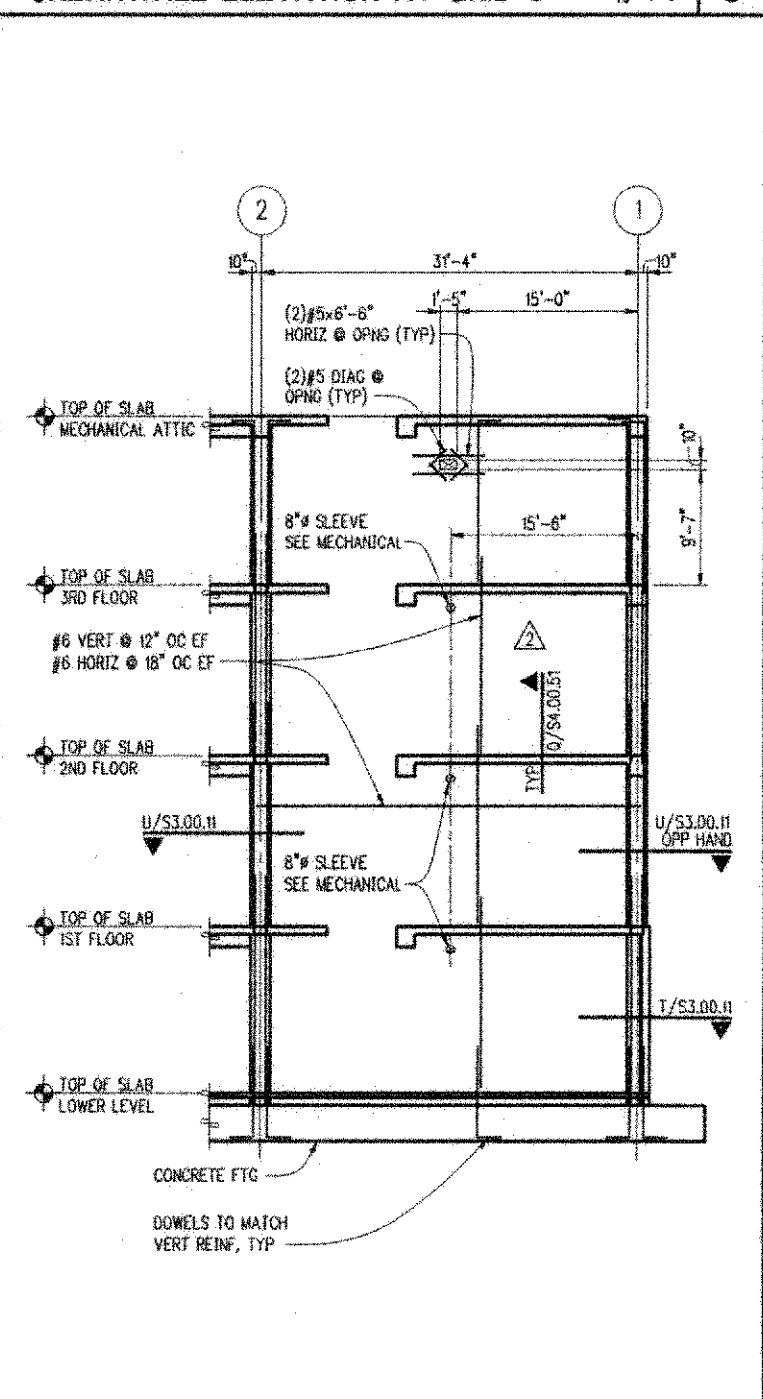 2
1
10"
31'-4"
10"
1'-5"
15'-0"
(2)#5x6'-6"
HORIZ @ OPNG (TYP)
(2)#5 DIAG @
OPNG (TYP)
TOP OF SLAB
MECHANICAL ATTIC
10"
9'-7"
8"ø SLEEVE
SEE MECHANICAL
15'-6"
TOP OF SLAB
3RD FLOOR
#6 VERT @ 12" OC EF
#6 HORIZ @ 18" OC EF
2
TYP
Q/S4.00.51
TOP OF SLAB
2ND FLOOR
U/S3.00.11
U/S3.00.11
OPP HAND
8"ø SLEEVE
SEE MECHANICAL
TOP OF SLAB
1ST FLOOR
T/S3.00.11
TOP OF SLAB
LOWER LEVEL
CONCRETE FTG
DOWELS TO MATCH
VERT REINF, TYP